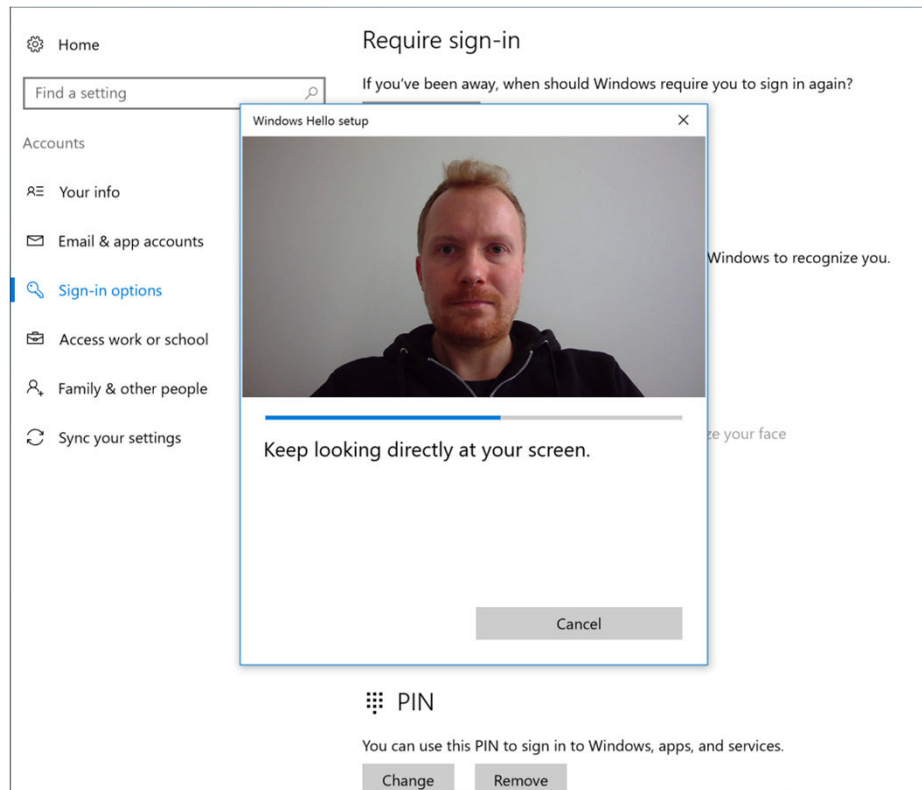 Home
Find a setting
Accounts
Your info
Email & app accounts
Sign-in options
Access work or school
Family & other people
Sync your settings
Require sign-in
If you've been away, when should Windows require you to sign in again?
Windows Hello setup
Windows to recognize you.
ze your face
Keep looking directly at your screen.
Cancel
PIN
You can use this PIN to sign in to Windows, apps, and services.
Change
Remove